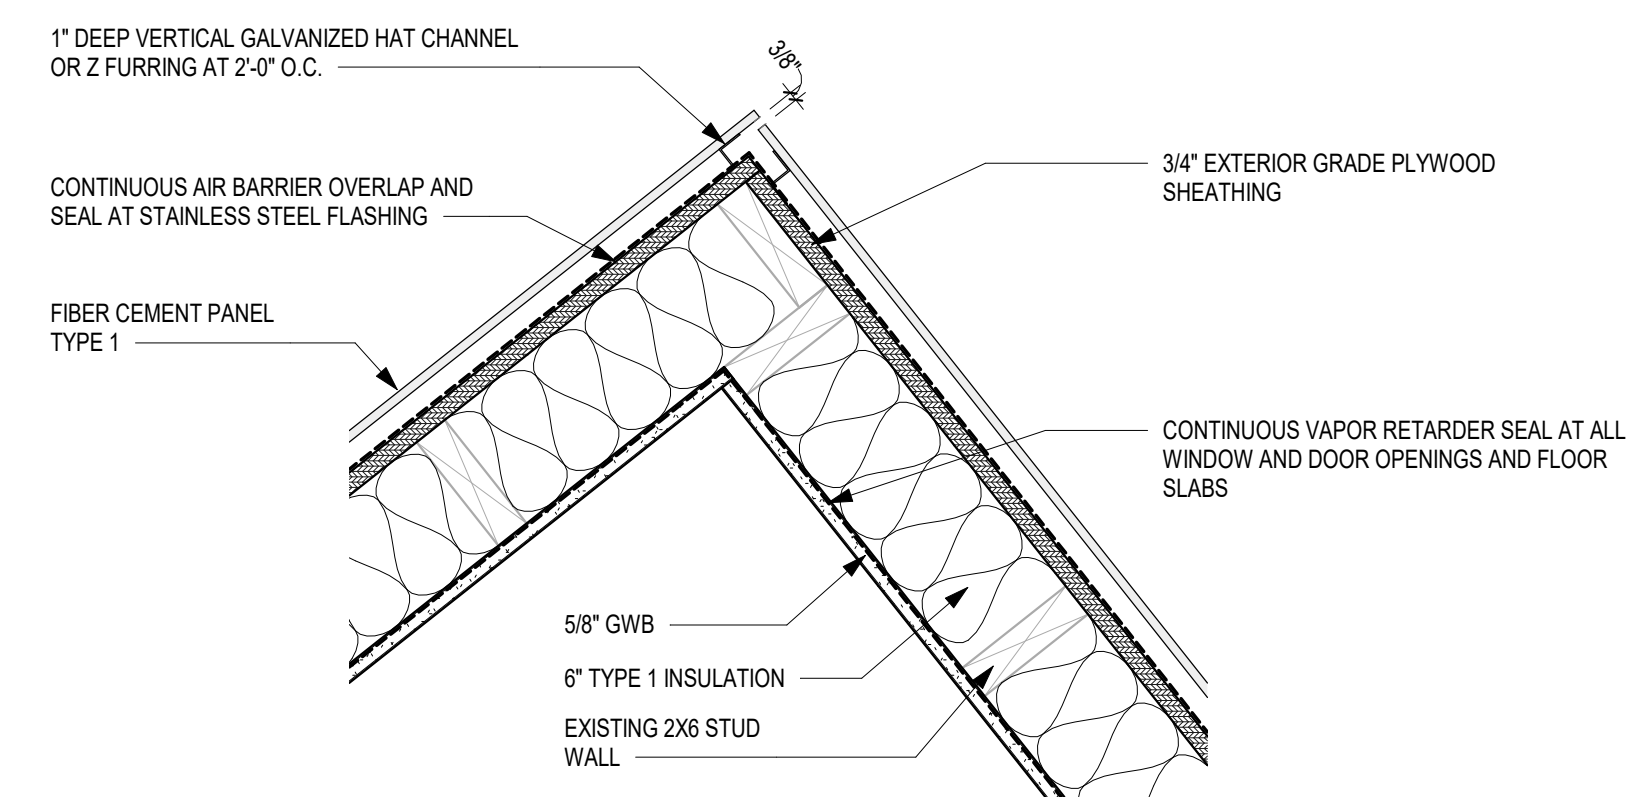 1" DEEP VERTICAL GALVANIZED HAT CHANNEL
OR Z FURRING AT 2'-0" O.C.
3/8"
CONTINUOUS AIR BARRIER OVERLAP AND
SEAL AT STAINLESS STEEL FLASHING
3/4" EXTERIOR GRADE PLYWOOD
SHEATHING
FIBER CEMENT PANEL
TYPE 1
CONTINUOUS VAPOR RETARDER SEAL AT ALL
WINDOW AND DOOR OPENINGS AND FLOOR
SLABS
5/8" GWB
6" TYPE 1 INSULATION
EXISTING 2X6 STUD
WALL